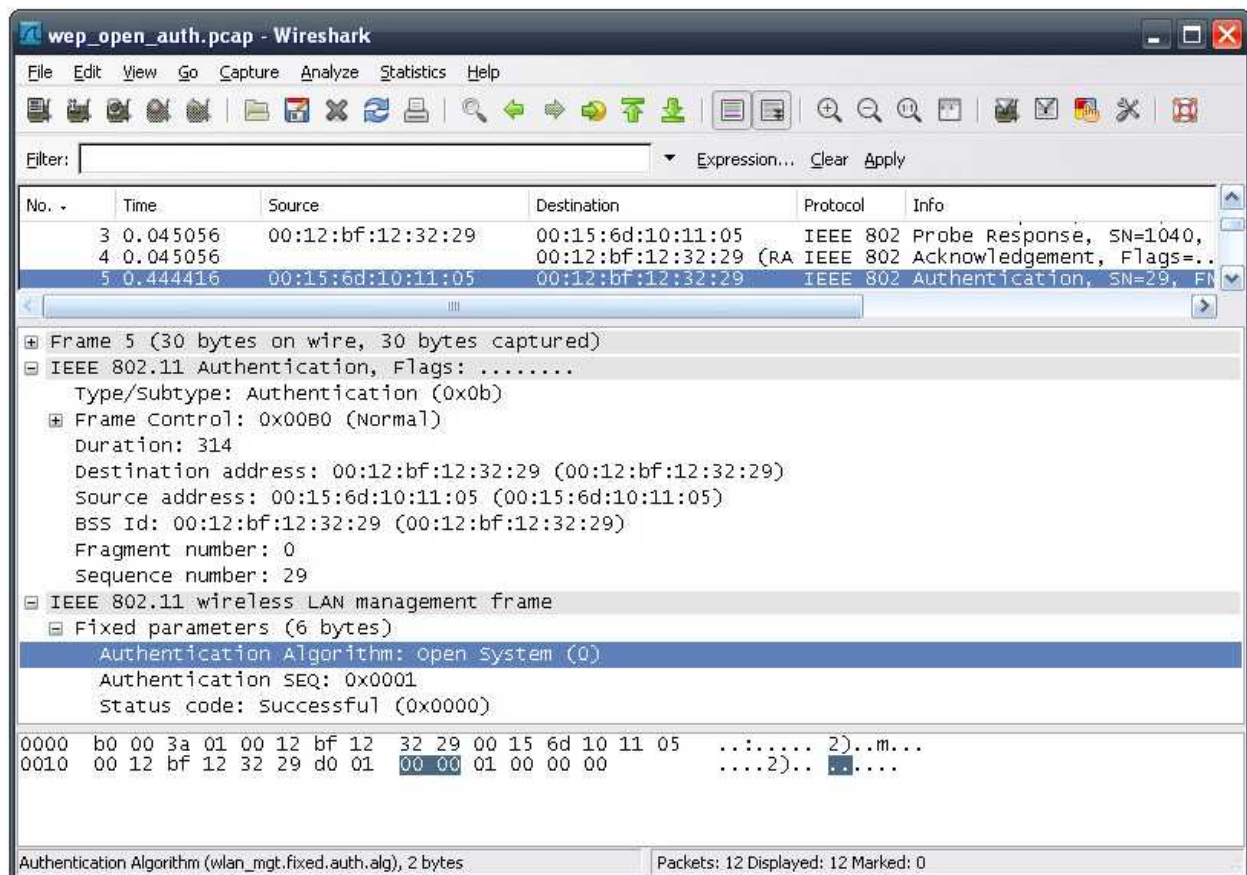 wep_open_auth.pcap - Wireshark
File Edit View Go Capture Analyze Statistics Help
Filter: Expression... Clear Apply
No. Time Source Destination Protocol Info
3 0.045056 00:12:bf:12:32:29 00:15:6d:10:11:05 IEEE 802 Probe Response, SN=1040,
4 0.045056 00:12:bf:12:32:29 (RA IEEE 802 Acknowledgement, Flags=..
5 0.444416 00:15:6d:10:11:05 00:12:bf:12:32:29 IEEE 802 Authentication, SN=29, FN
Frame 5 (30 bytes on wire, 30 bytes captured)
IEEE 802.11 Authentication, Flags: ........
Type/Subtype: Authentication (0x0b)
Frame Control: 0x00B0 (Normal)
Duration: 314
Destination address: 00:12:bf:12:32:29 (00:12:bf:12:32:29)
Source address: 00:15:6d:10:11:05 (00:15:6d:10:11:05)
BSS Id: 00:12:bf:12:32:29 (00:12:bf:12:32:29)
Fragment number: 0
Sequence number: 29
IEEE 802.11 wireless LAN management frame
Fixed parameters (6 bytes)
Authentication Algorithm: Open System (0)
Authentication SEQ: 0x0001
Status code: Successful (0x0000)
0000 b0 00 3a 01 00 12 bf 12 32 29 00 15 6d 10 11 05 ..:..... 2)..m...
0010 00 12 bf 12 32 29 d0 01 00 00 01 00 00 00 ....2).. ......
Authentication Algorithm (wlan_mgt.fixed.auth.alg), 2 bytes Packets: 12 Displayed: 12 Marked: 0